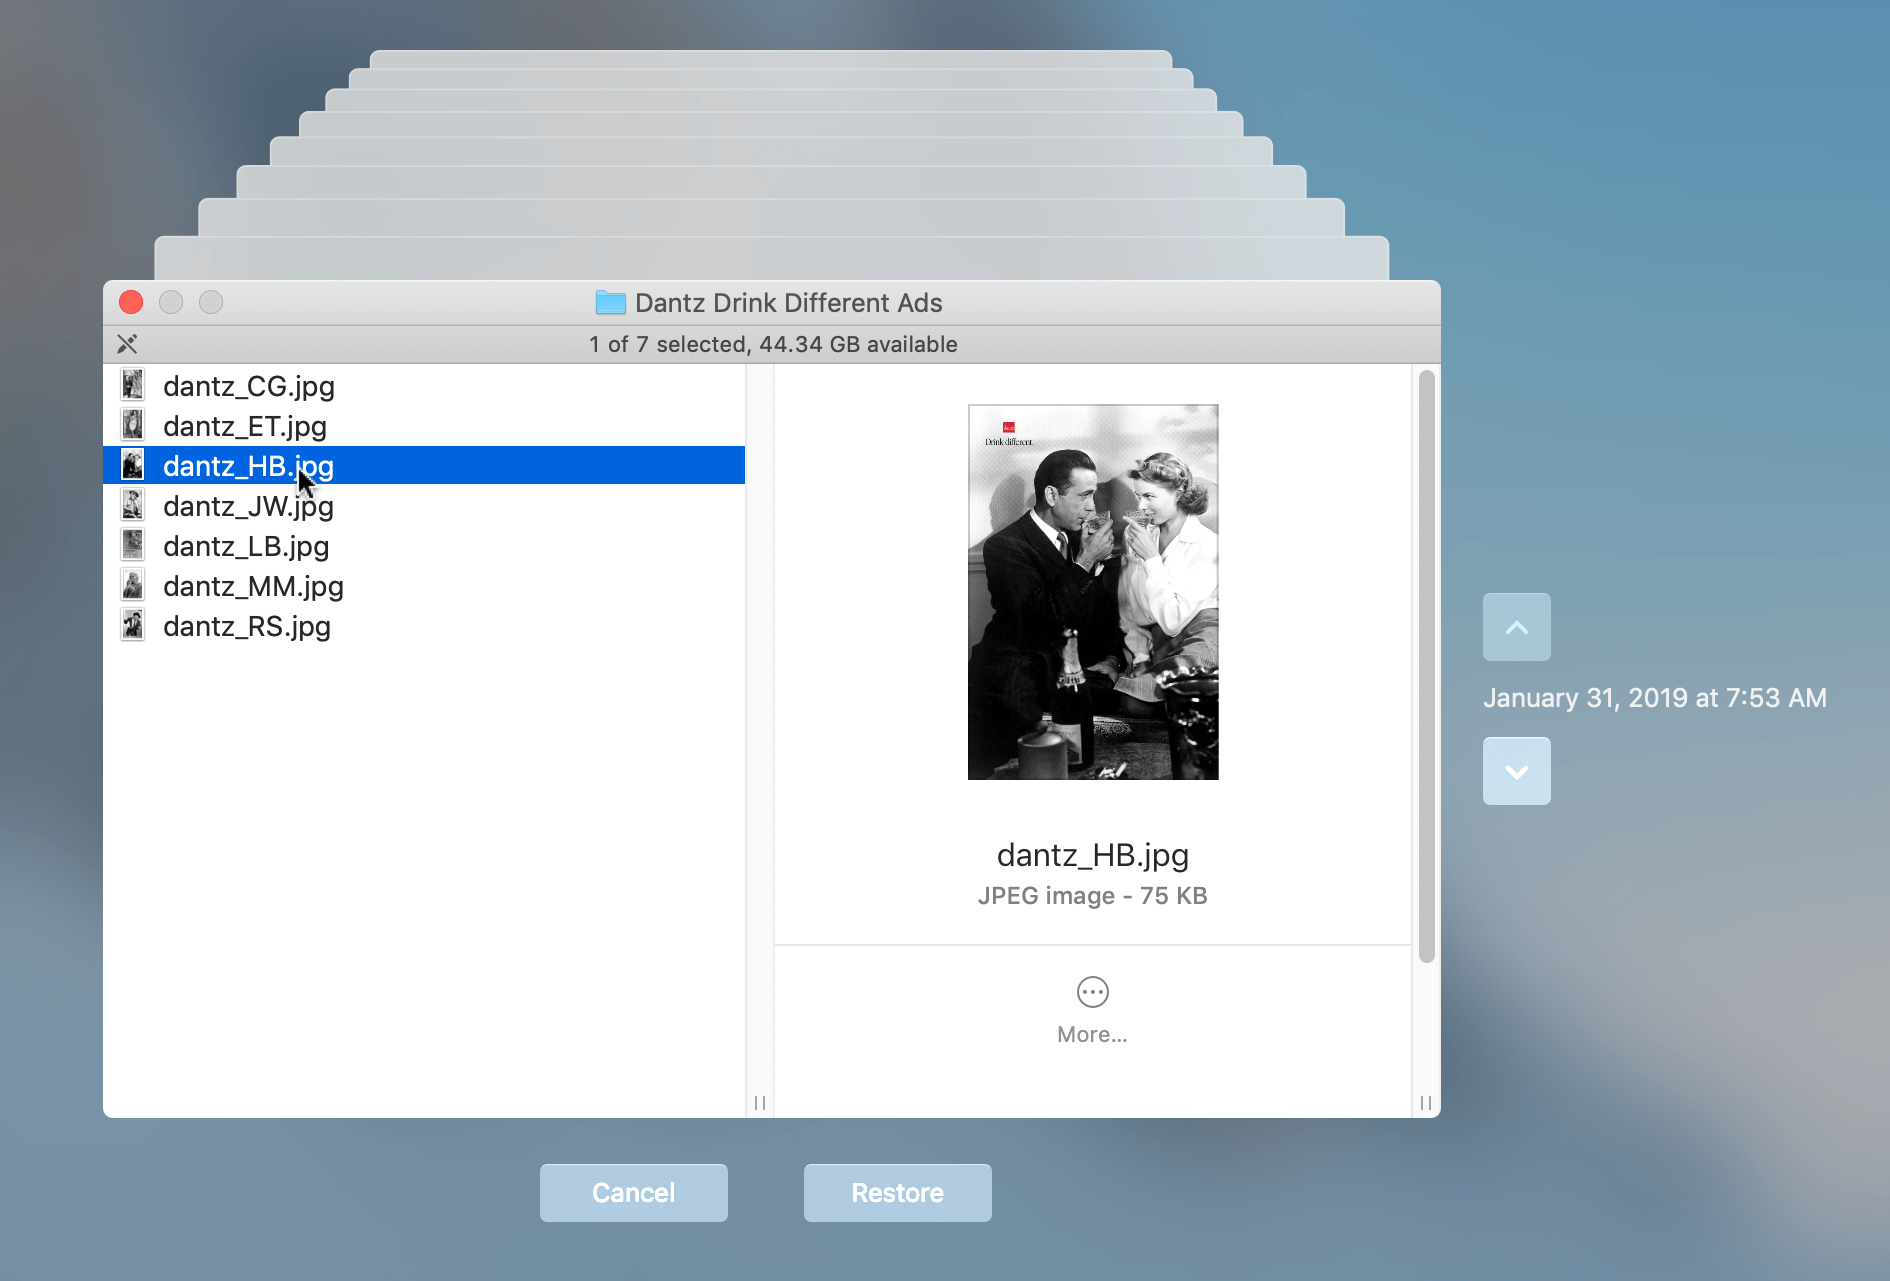 Dantz Drink Different Ads
1 of 7 selected, 44.34 GB available
dantz_CG.jpg
dantz_ET.jpg
dantz_HB.jpg
dantz_JW.jpg
dantz_LB.jpg
dantz_MM.jpg
dantz_RS.jpg
Drink different.
dantz_HB.jpg
JPEG image - 75 KB
More...
January 31, 2019 at 7:53 AM
Cancel
Restore